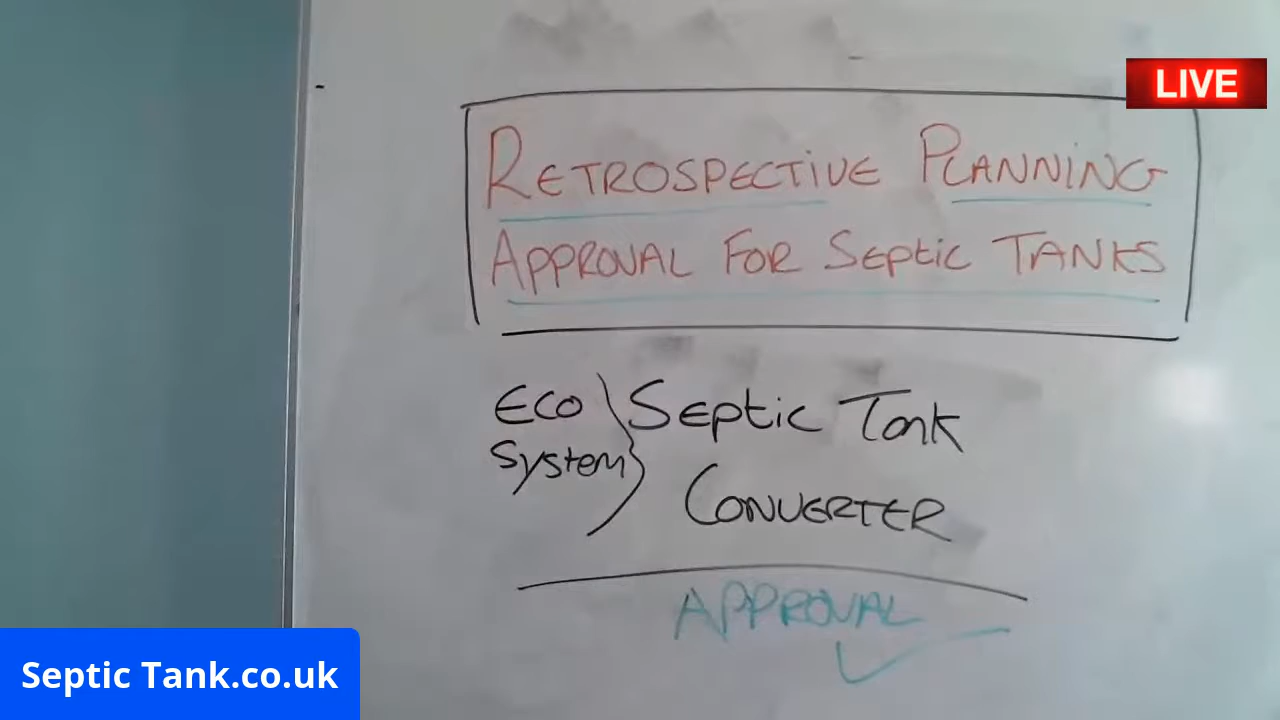 LIVE
RETROSPECTIVE PLANNING
APPROVAL FOR SEPTIC TANKS
ECO SEPTIC TANK
SYSTEM CONVERTER
APPROVAL
Septic Tank.co.uk